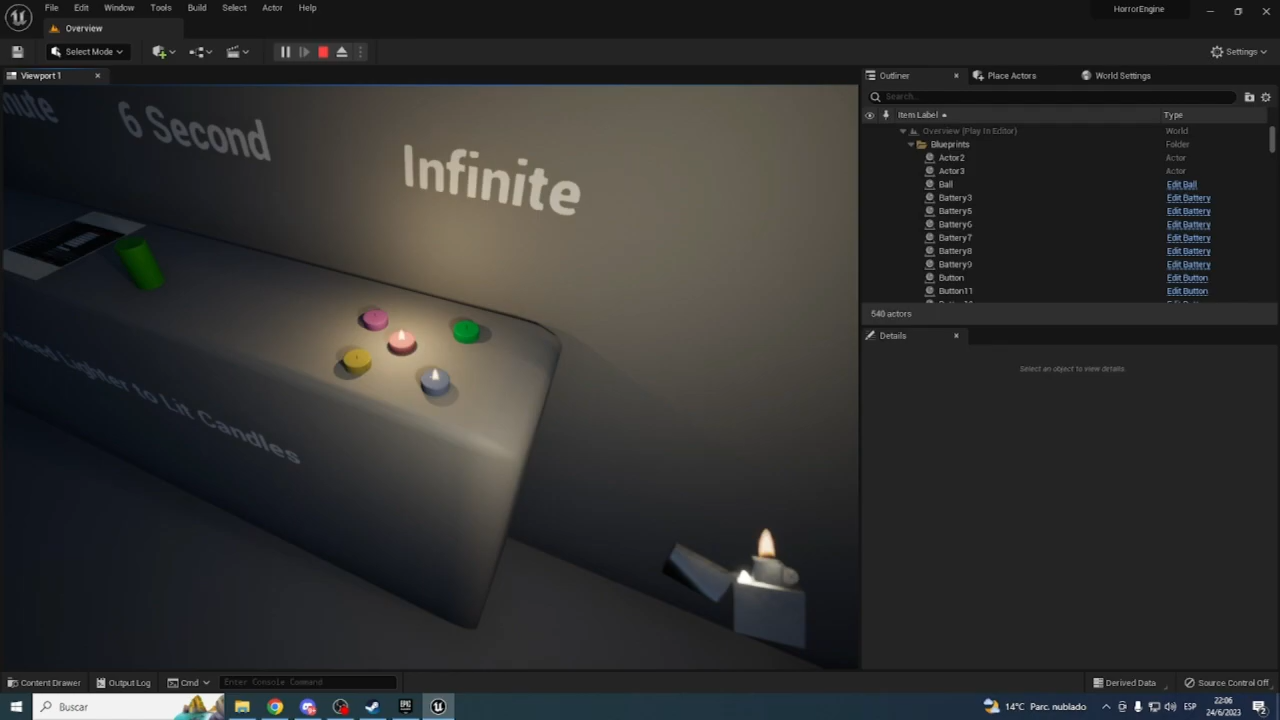 File Edit Window Tools Build Select Actor Help
HorrorEngine
Overview
Select Mode
Settings
Viewport 1
Outliner
Place Actors
World Settings
Search...
Item Label
Type
Overview (Play In Editor)
World
Blueprints
Folder
Actor2
Actor
Actor3
Actor
Ball
Edit Ball
Battery3
Edit Battery
Battery5
Edit Battery
Battery6
Edit Battery
Battery7
Edit Battery
Battery8
Edit Battery
Battery9
Edit Battery
Button
Edit Button
Button11
Edit Button
540 actors
Details
Select an object to view details.
6 Second
Infinite
need Lighter to Lit Candles
Content Drawer
Output Log
Cmd
Enter Console Command
Derived Data
Source Control Off
Buscar
14°C Parc. nublado
ESP
22:06
24/6/2023